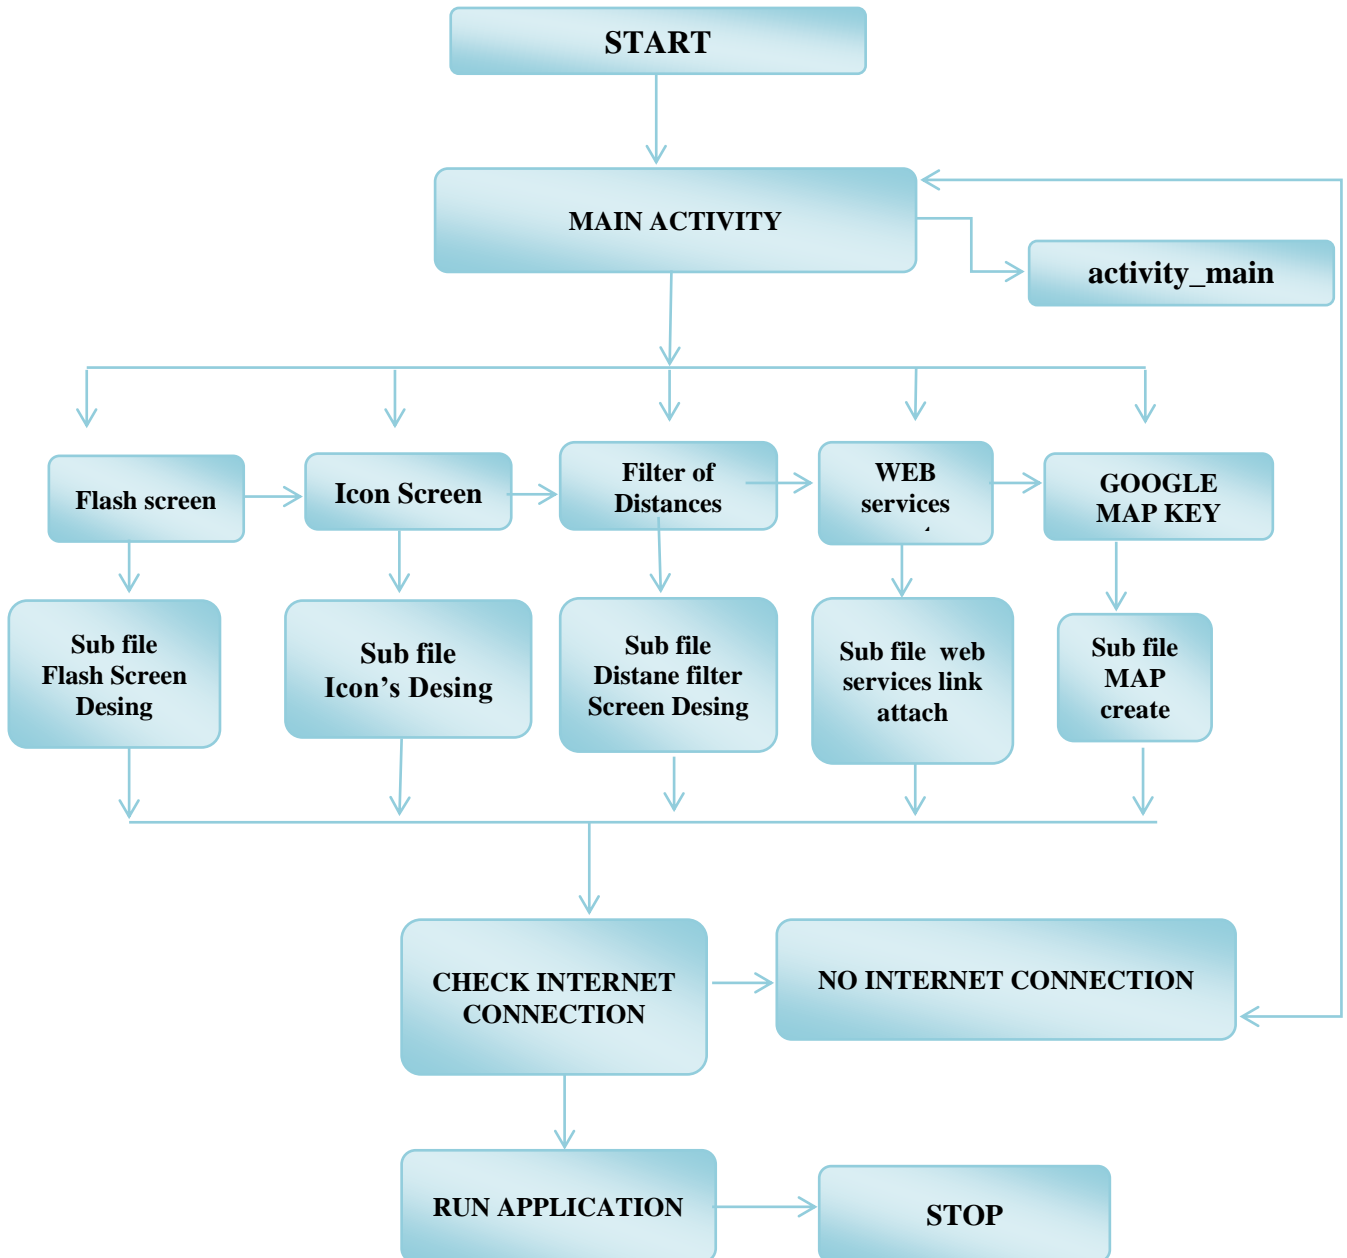 START
MAIN ACTIVITY
activity_main
Flash screen
Icon Screen
Filter of
Distances
WEB
services
GOOGLE
MAP KEY
Sub file
Flash Screen
Desing
Sub file
Icon’s Desing
Sub file
Distane filter
Screen Desing
Sub file  web
services link
attach
Sub file
MAP
create
CHECK INTERNET
CONNECTION
NO INTERNET CONNECTION
RUN APPLICATION
STOP